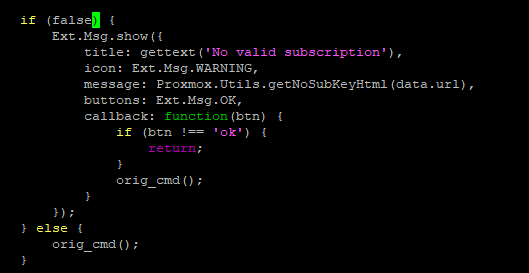 if (false) {
    Ext.Msg.show({
        title: gettext('No valid subscription'),
        icon: Ext.Msg.WARNING,
        message: Proxmox.Utils.getNoSubKeyHtml(data.url),
        buttons: Ext.Msg.OK,
        callback: function(btn) {
            if (btn !== 'ok') {
                return;
            }
            orig_cmd();
        }
    });
} else {
    orig_cmd();
}